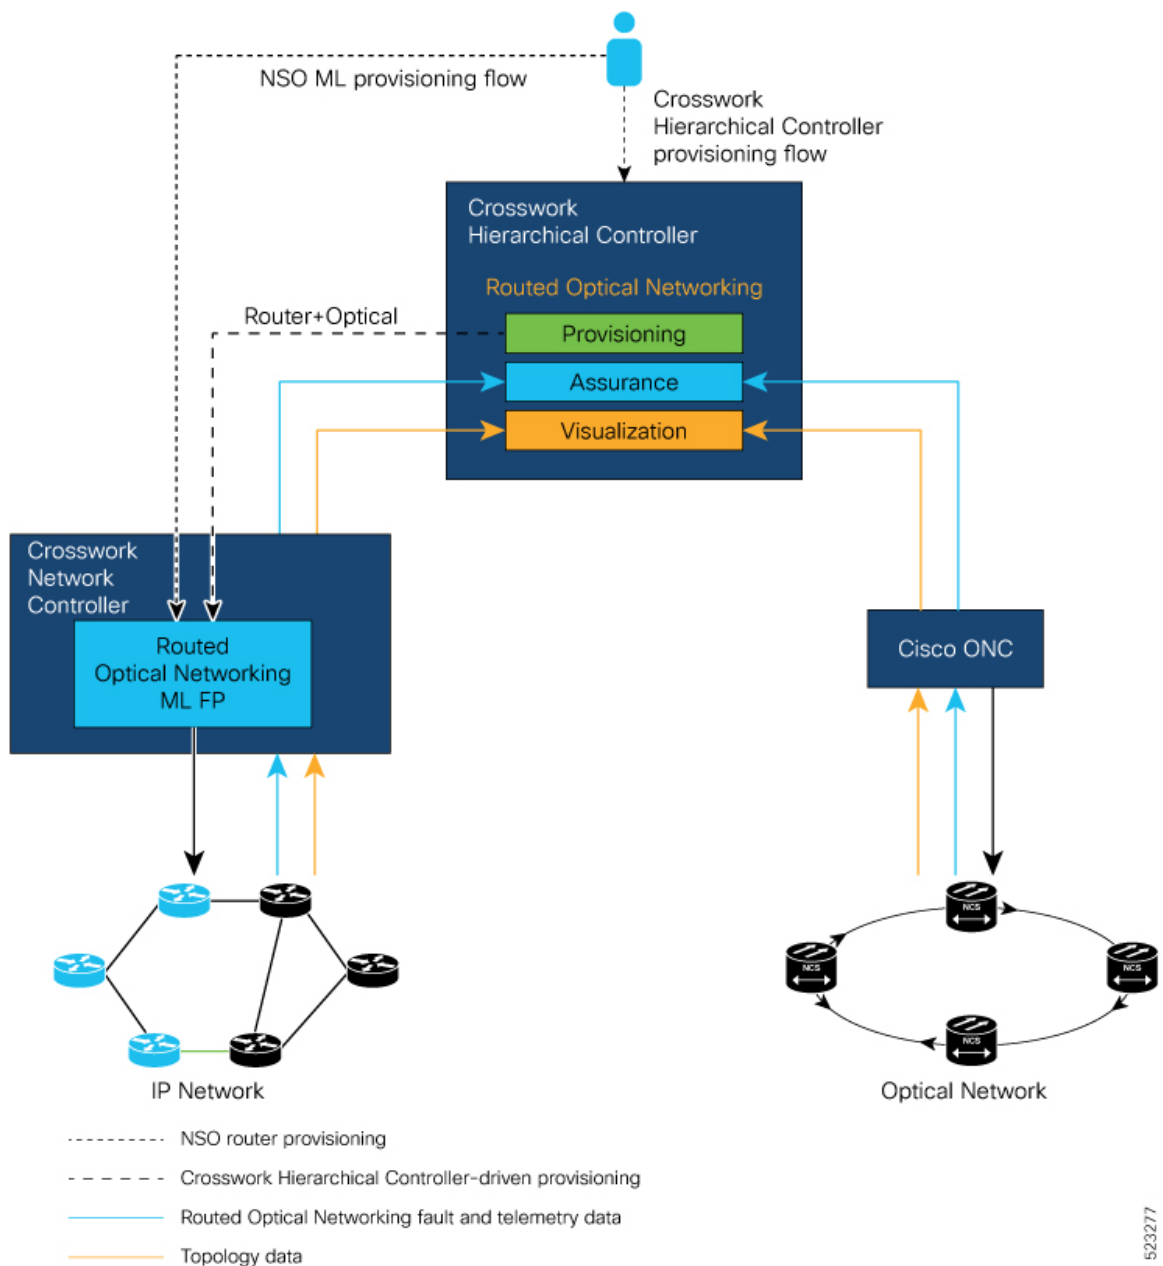 NSO ML provisioning flow
Crosswork
Hierarchical Controller
provisioning flow
Crosswork
Hierarchical Controller
Routed Optical Networking
Router+Optical
Provisioning
Assurance
Visualization
Crosswork
Network
Controller
Routed
Optical Networking
ML FP
Cisco ONC
NCS
NCS
NCS
NCS
IP Network
Optical Network
NSO router provisioning
Crosswork Hierarchical Controller-driven provisioning
Routed Optical Networking fault and telemetry data
Topology data
523277